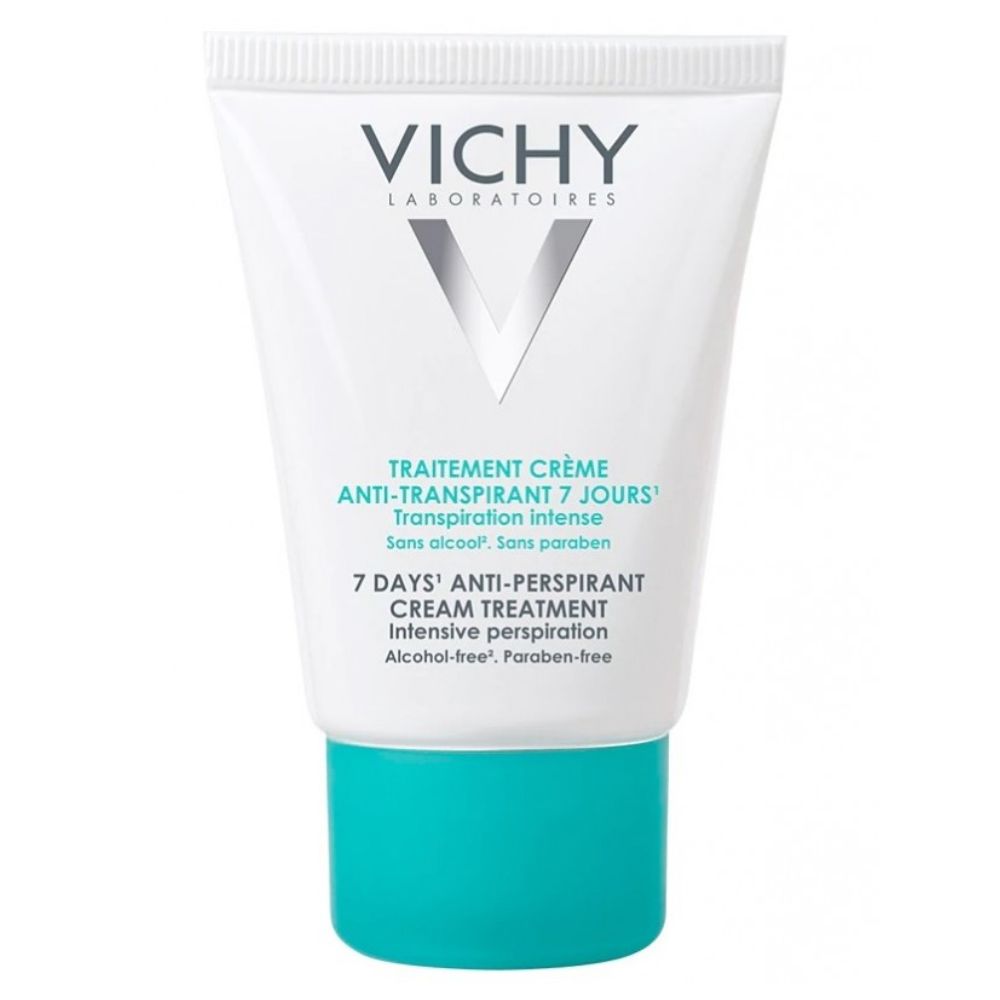 VICHY
LABORATOIRES
TRAITEMENT CRÈME
ANTI-TRANSPIRANT 7 JOURS¹
Transpiration intense
Sans alcool². Sans paraben
7 DAYS¹ ANTI-PERSPIRANT
CREAM TREATMENT
Intensive perspiration
Alcohol-free². Paraben-free